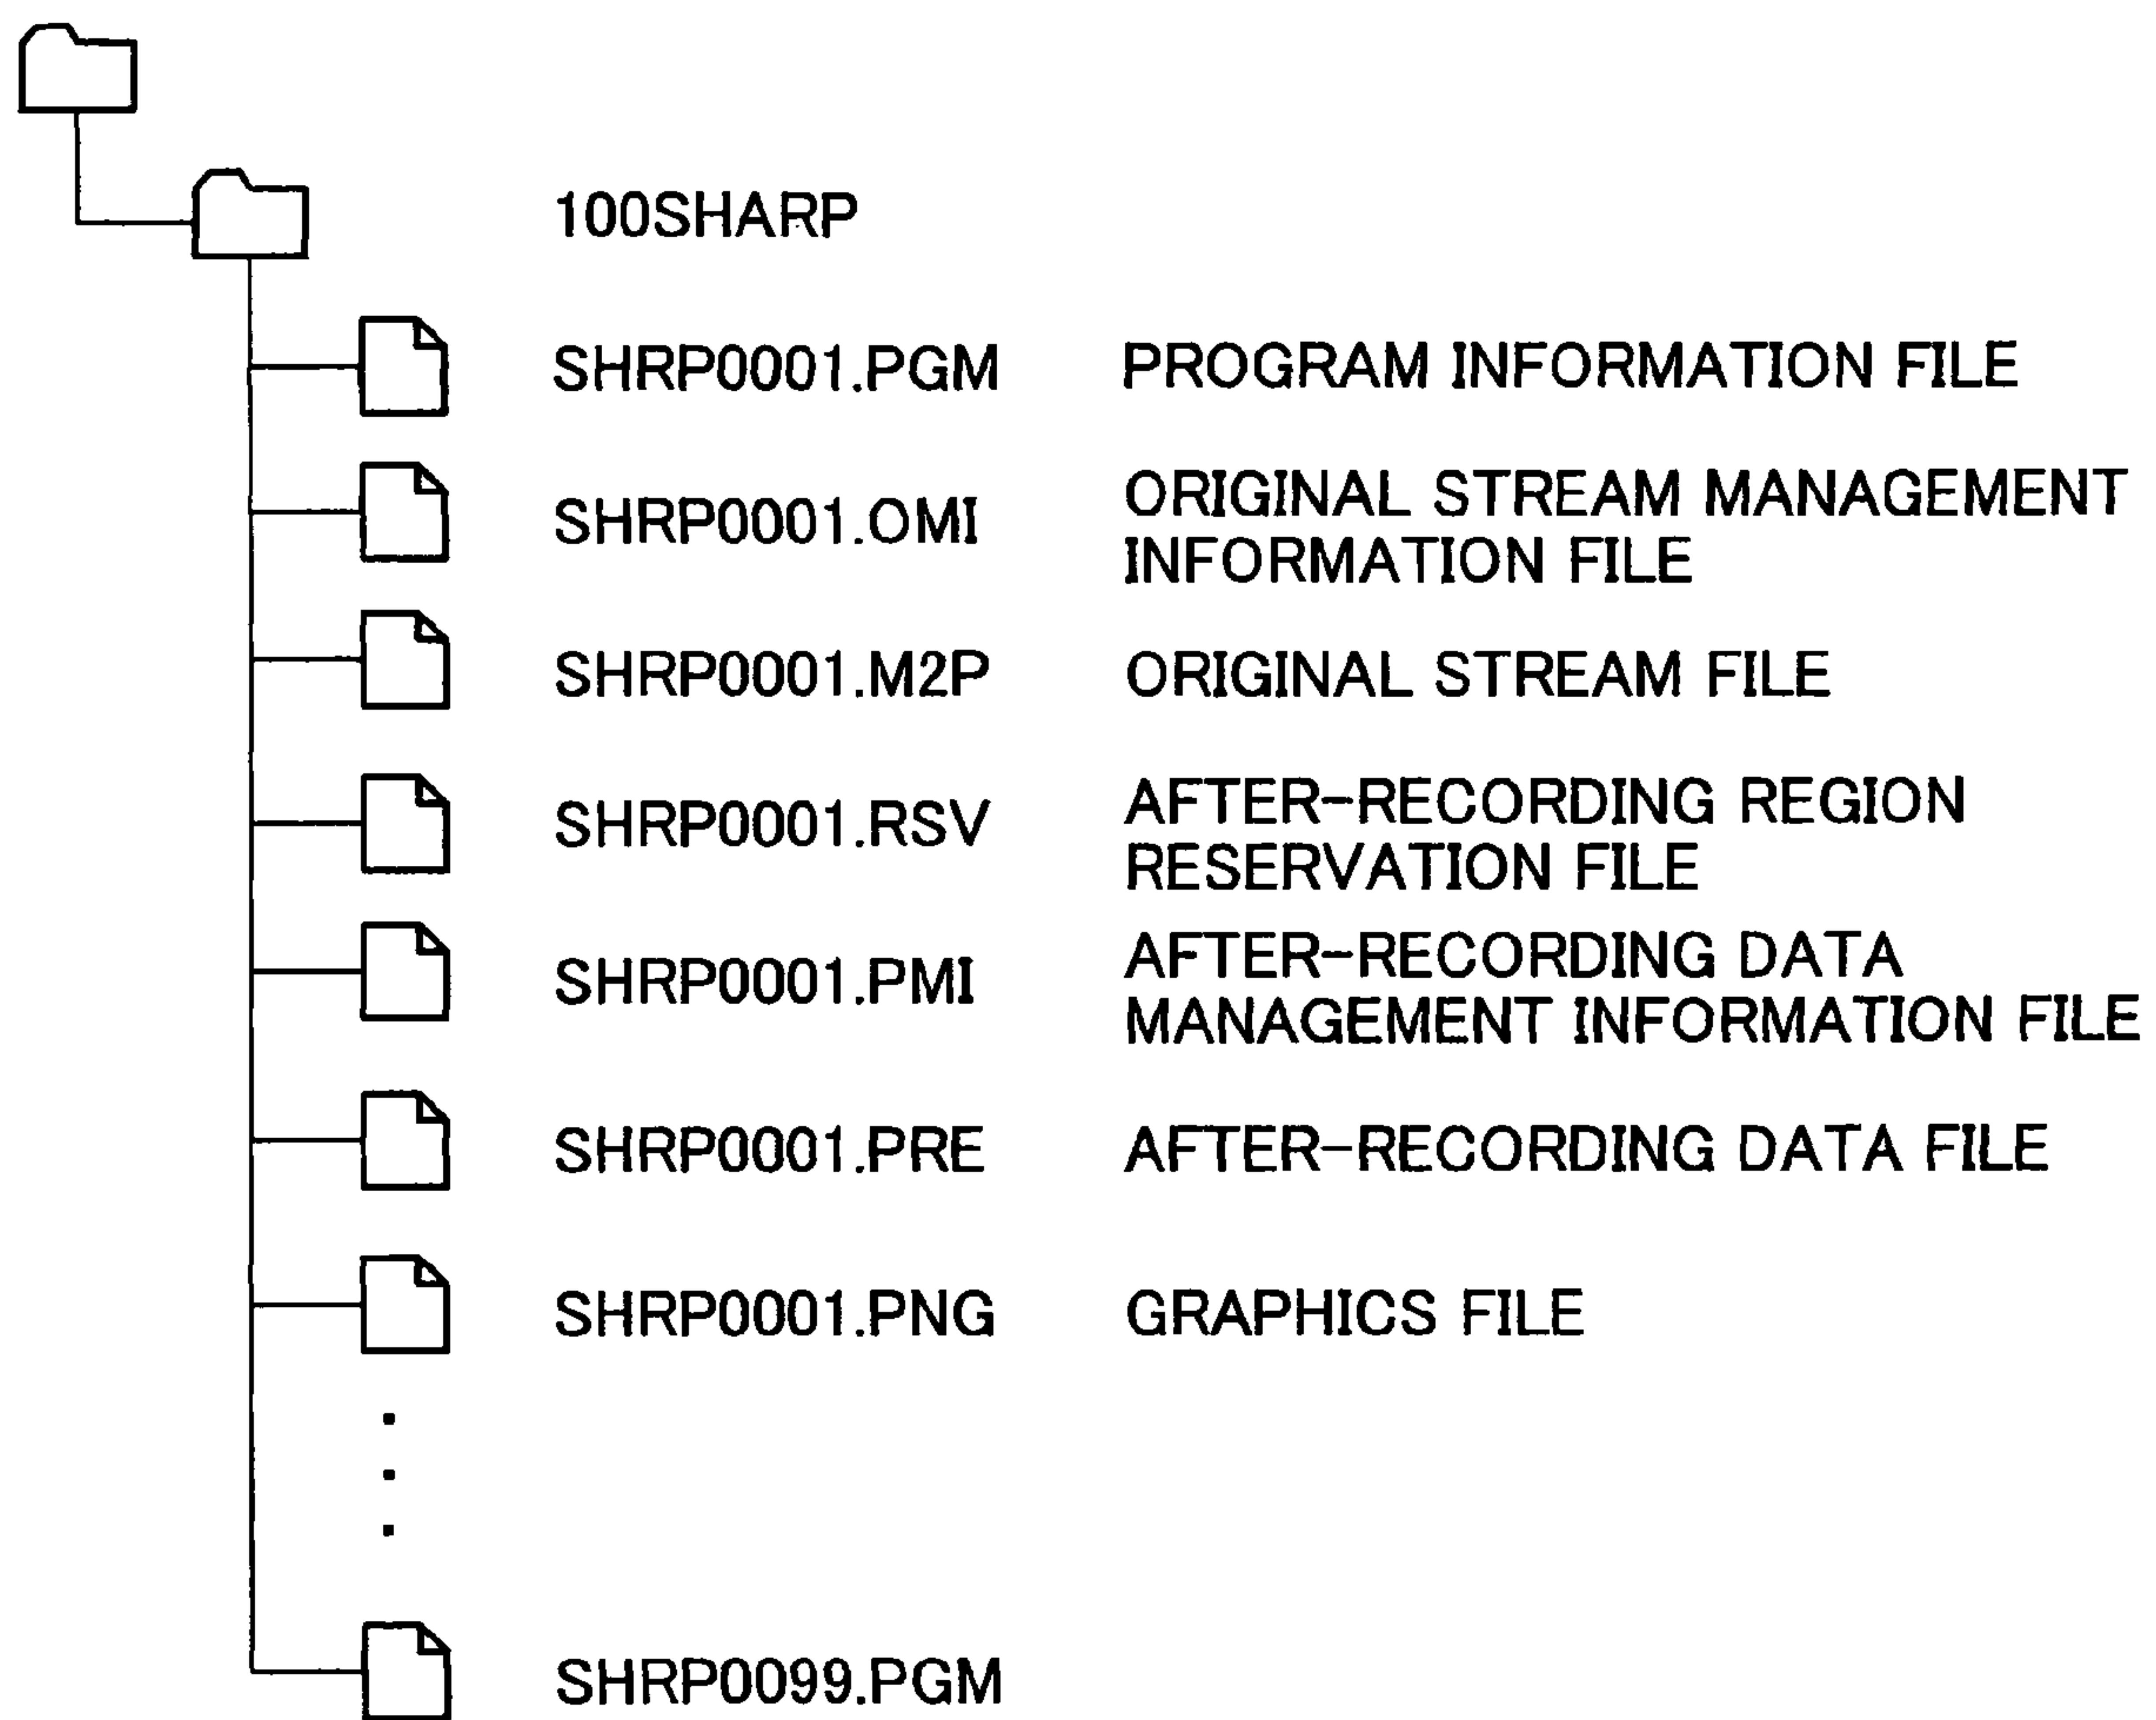 100SHARP
SHRP0001.PGM PROGRAM INFORMATION FILE
SHRP0001.OMI ORIGINAL STREAM MANAGEMENT
INFORMATION FILE
SHRP0001.M2P ORIGINAL STREAM FILE
SHRP0001.RSV AFTER-RECORDING REGION
RESERVATION FILE
SHRP0001.PMI AFTER-RECORDING DATA
MANAGEMENT INFORMATION FILE
SHRP0001.PRE AFTER-RECORDING DATA FILE
SHRP0001.PNG GRAPHICS FILE
SHRP0099.PGM